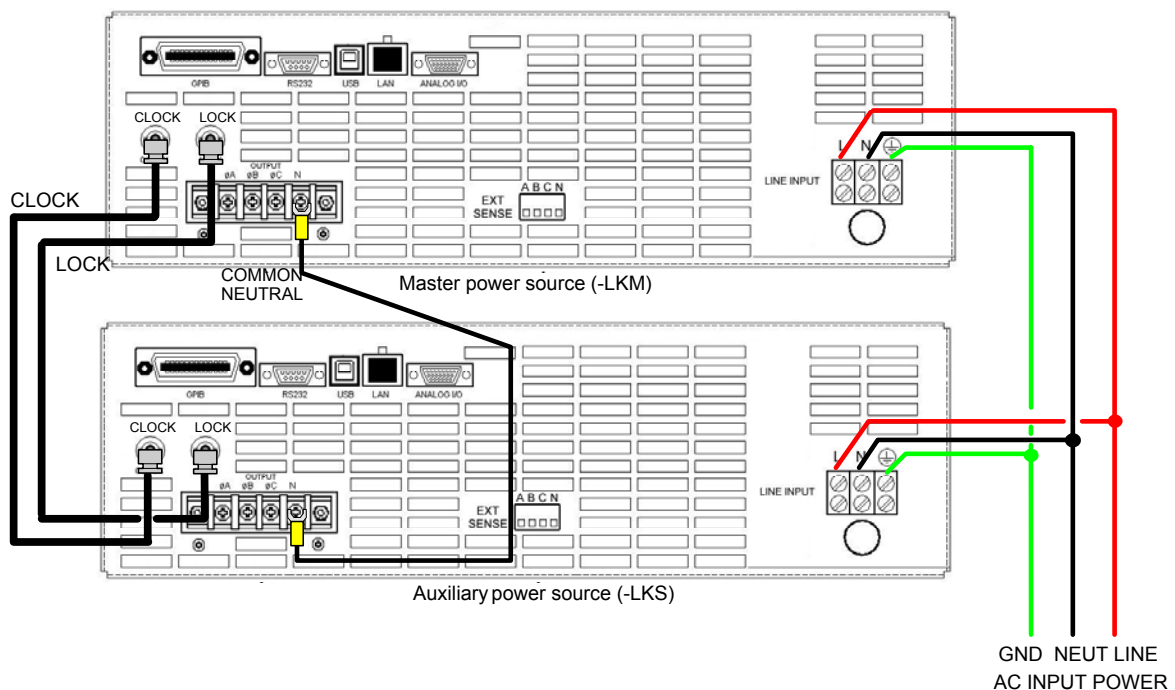 GPIB RS232 USB LAN ANALOG I/O
CLOCK LOCK
OUTPUT
øA øB øC N
L N
LINE INPUT
A B C N
EXT
SENSE
CLOCK
LOCK
COMMON
NEUTRAL
Master power source (-LKM)
GPIB RS232 USB LAN ANALOG I/O
CLOCK LOCK
OUTPUT
øA øB øC N
L N
LINE INPUT
A B C N
EXT
SENSE
Auxiliary power source (-LKS)
GND NEUT LINE
AC INPUT POWER